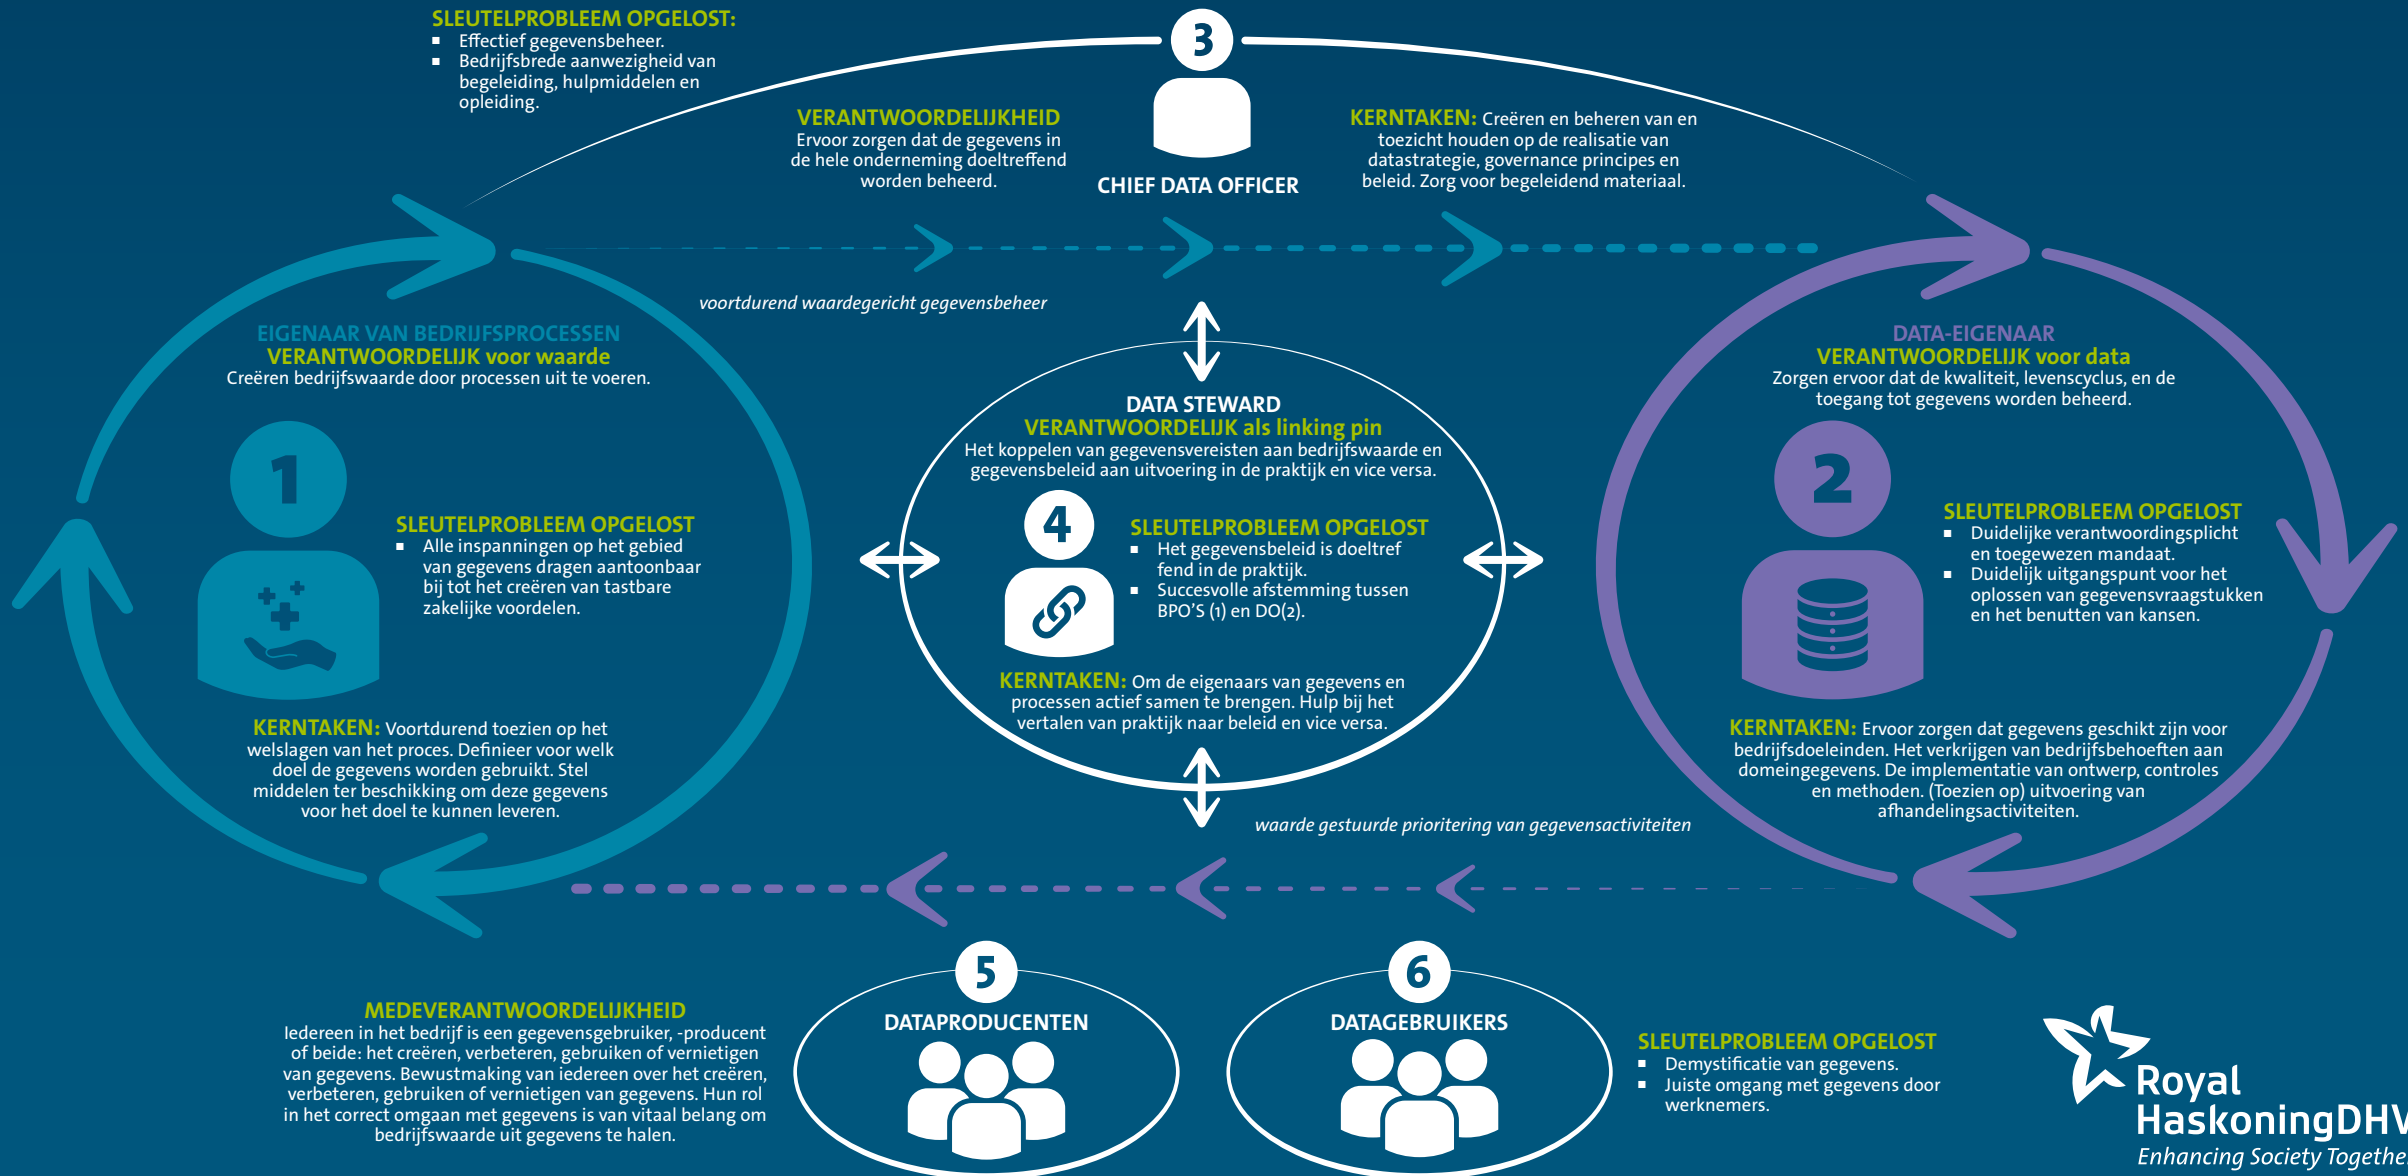 SLEUTELPROBLEEM OPGELOST:
▪ Effectief gegevensbeheer.
▪ Bedrijfsbrede aanwezigheid van
begeleiding, hulpmiddelen en
opleiding.
3
VERANTWOORDELIJKHEID
Ervoor zorgen dat de gegevens in
de hele onderneming doeltreffend
worden beheerd.
CHIEF DATA OFFICER
KERNTAKEN: Creëren en beheren van en
toezicht houden op de realisatie van
datastrategie, governance principes en
beleid. Zorg voor begeleidend materiaal.
voortdurend waardegericht gegevensbeheer
EIGENAAR VAN BEDRIJFSPROCESSEN
VERANTWOORDELIJK voor waarde
Creëren bedrijfswaarde door processen uit te voeren.
1
SLEUTELPROBLEEM OPGELOST
▪ Alle inspanningen op het gebied
van gegevens dragen aantoonbaar
bij tot het creëren van tastbare
zakelijke voordelen.
KERNTAKEN: Voortdurend toezien op het
welslagen van het proces. Definieer voor welk
doel de gegevens worden gebruikt. Stel
middelen ter beschikking om deze gegevens
voor het doel te kunnen leveren.
DATA STEWARD
VERANTWOORDELIJK als linking pin
Het koppelen van gegevensvereisten aan bedrijfswaarde en
gegevensbeleid aan uitvoering in de praktijk en vice versa.
4
SLEUTELPROBLEEM OPGELOST
▪ Het gegevensbeleid is doeltref
fend in de praktijk.
▪ Succesvolle afstemming tussen
BPO'S (1) en DO(2).
KERNTAKEN: Om de eigenaars van gegevens en
processen actief samen te brengen. Hulp bij het
vertalen van praktijk naar beleid en vice versa.
DATA-EIGENAAR
VERANTWOORDELIJK voor data
Zorgen ervoor dat de kwaliteit, levenscyclus, en de
toegang tot gegevens worden beheerd.
2
SLEUTELPROBLEEM OPGELOST
▪ Duidelijke verantwoordingsplicht
en toegewezen mandaat.
▪ Duidelijk uitgangspunt voor het
oplossen van gegevensvraagstukken
en het benutten van kansen.
KERNTAKEN: Ervoor zorgen dat gegevens geschikt zijn voor
bedrijfsdoeleinden. Het verkrijgen van bedrijfsbehoeften aan
domeingegevens. De implementatie van ontwerp, controles
en methoden. (Toezien op) uitvoering van
afhandelingsactiviteiten.
waarde gestuurde prioritering van gegevensactiviteiten
MEDEVERANTWOORDELIJKHEID
Iedereen in het bedrijf is een gegevensgebruiker, -producent
of beide: het creëren, verbeteren, gebruiken of vernietigen
van gegevens. Bewustmaking van iedereen over het creëren,
verbeteren, gebruiken of vernietigen van gegevens. Hun rol
in het correct omgaan met gegevens is van vitaal belang om
bedrijfswaarde uit gegevens te halen.
5
DATAPRODUCENTEN
6
DATAGEBRUIKERS
SLEUTELPROBLEEM OPGELOST
▪ Demystificatie van gegevens.
▪ Juiste omgang met gegevens door
werknemers.
Royal
HaskoningDHV
Enhancing Society Together